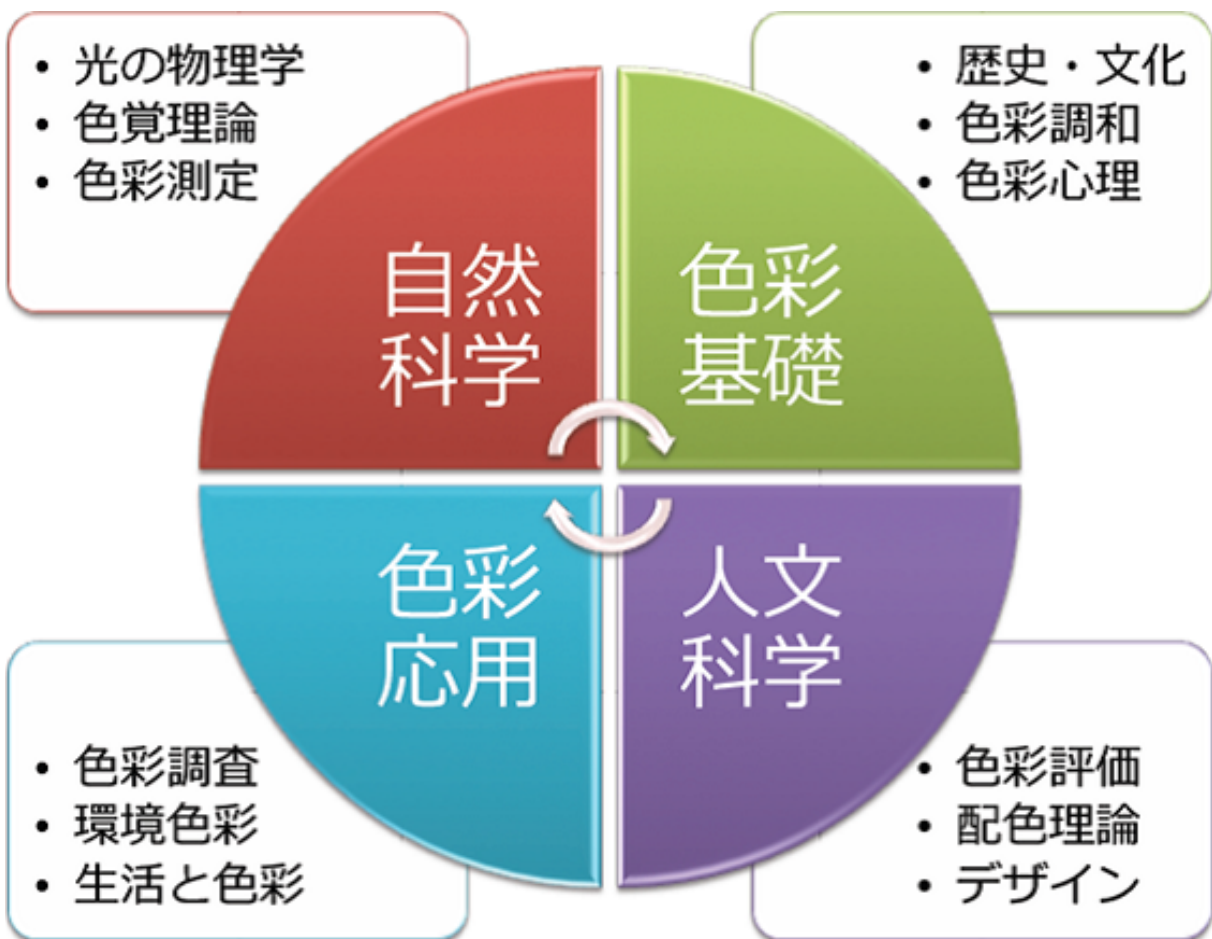 ・光の物理学
・色覚理論
・色彩測定
・歴史・文化
・色彩調和
・色彩心理
自然
科学
色彩
基礎
色彩
応用
人文
科学
・色彩調査
・環境色彩
・生活と色彩
・色彩評価
・配色理論
・デザイン